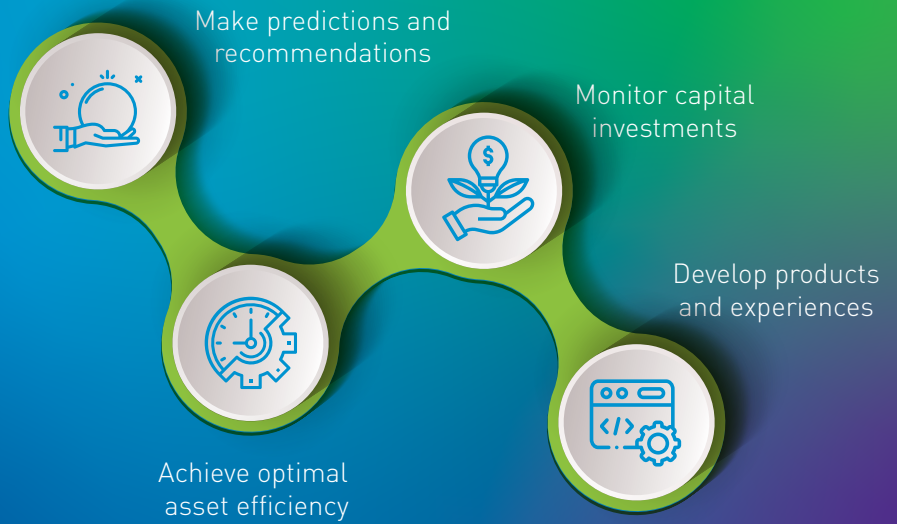 Make predictions and
recommendations
Monitor capital
investments
$
Develop products
and experiences
</>
Achieve optimal
asset efficiency